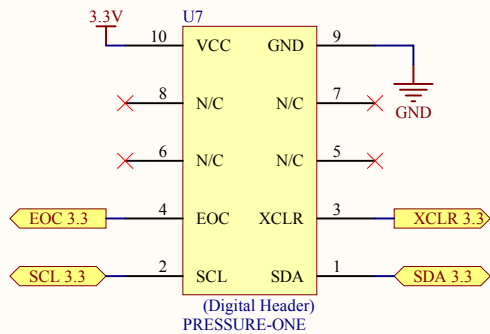 3.3V
U7
10 VCC GND 9
8 N/C N/C 7
GND
6 N/C N/C 5
EOC 3.3 4 EOC XCLR 3 XCLR 3.3
SCL 3.3 2 SCL SDA 1 SDA 3.3
(Digital Header)
PRESSURE-ONE